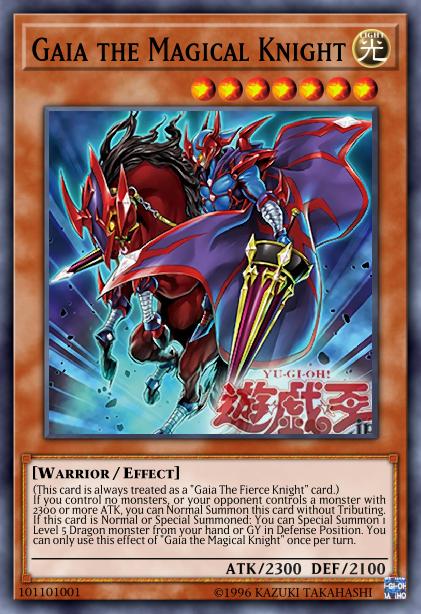 GAIA THE MAGICAL KNIGHT
LIGHT
光
YU-GI-OH!
遊戯王
[WARRIOR / EFFECT]
(This card is always treated as a "Gaia The Fierce Knight" card.)
If you control no monsters, or your opponent controls a monster with
2300 or more ATK, you can Normal Summon this card without Tributing.
If this card is Normal or Special Summoned: You can Special Summon 1
Level 5 Dragon monster from your hand or GY in Defense Position. You
can only use this effect of "Gaia the Magical Knight" once per turn.
ATK/2300 DEF/2100
101101001
©1996 KAZUKI TAKAHASHI